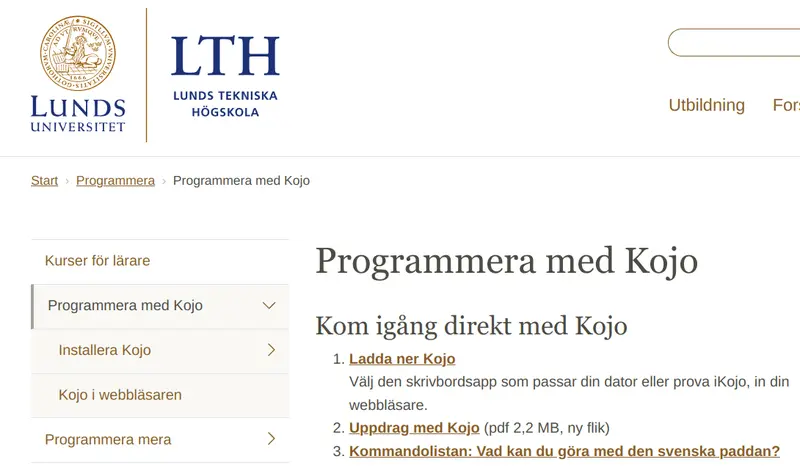 LUNDS
UNIVERSITET
LTH
LUNDS TEKNISKA
HÖGSKOLA
Utbildning
Fors
Start › Programmera › Programmera med Kojo
Kurser för lärare
Programmera med Kojo
Installera Kojo
Kojo i webbläsaren
Programmera mera
Programmera med Kojo
Kom igång direkt med Kojo
1. Ladda ner Kojo
Välj den skrivbordsapp som passar din dator eller prova iKojo, in din
webbläsare.
2. Uppdrag med Kojo (pdf 2,2 MB, ny flik)
3. Kommandolistan: Vad kan du göra med den svenska paddan?